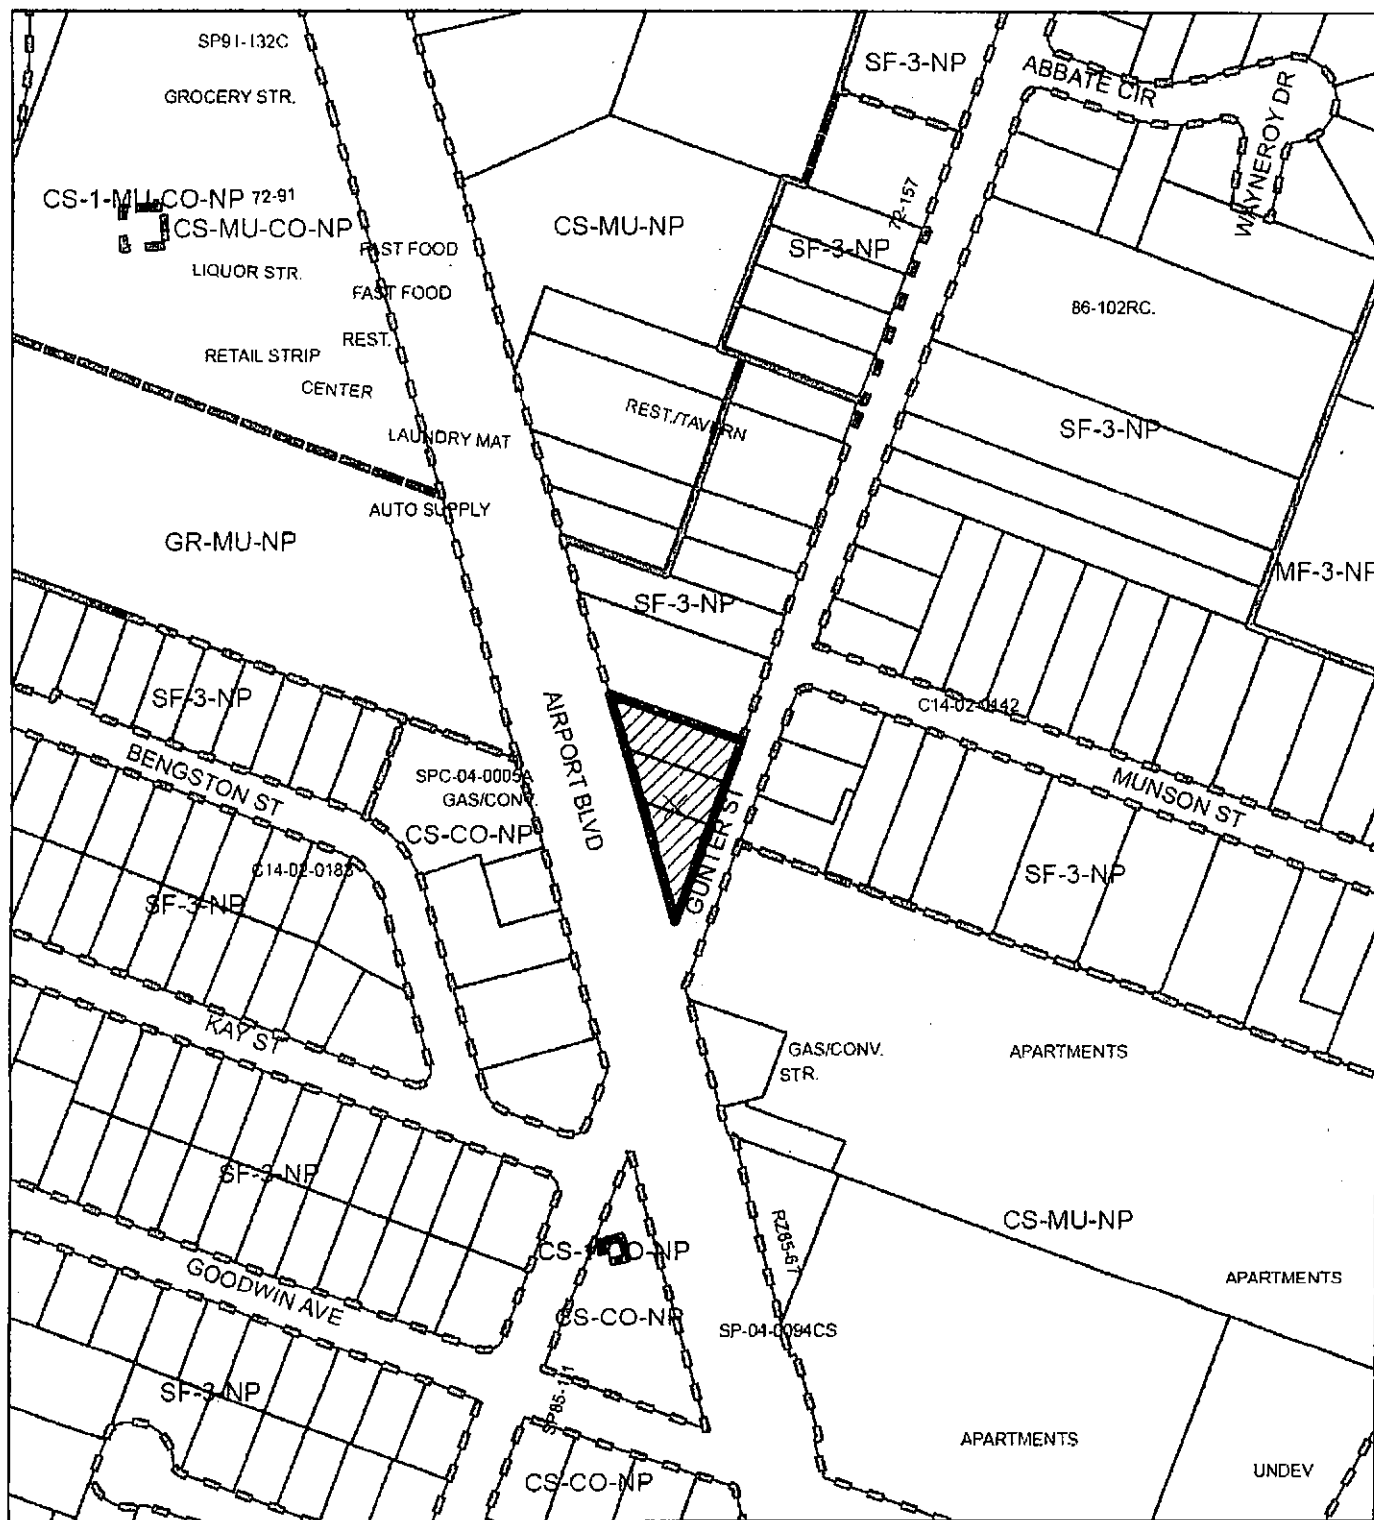 SP91-132C
GROCERY STR.
SF-3-NP
ABBATE CIR
WAYNEROY DR
CS-1-MU-CO-NP 72-91
CS-MU-CO-NP
LIQUOR STR.
FAST FOOD
FAST FOOD
REST.
RETAIL STRIP
CENTER
CS-MU-NP
SF-3-NP
72-157
86-102RC.
LAUNDRY MAT
REST./TAVERN
SF-3-NP
AUTO SUPPLY
GR-MU-NP
SF-3-NP
MF-3-NP
SF-3-NP
AIRPORT BLVD
C14-02-0142
BENGSTON ST
SPC-04-0005A
GAS/CONV.
CS-CO-NP
GUNTER ST
MUNSON ST
C14-02-0183
SF-3-NP
SF-3-NP
KAY ST
GAS/CONV.
STR.
APARTMENTS
SF-3-NP
CS-1-CO-NP
RZ85-67
CS-MU-NP
GOODWIN AVE
CS-CO-NP
SP-04-0094CS
APARTMENTS
SF-3-NP
SP85-111
CS-CO-NP
APARTMENTS
UNDEV